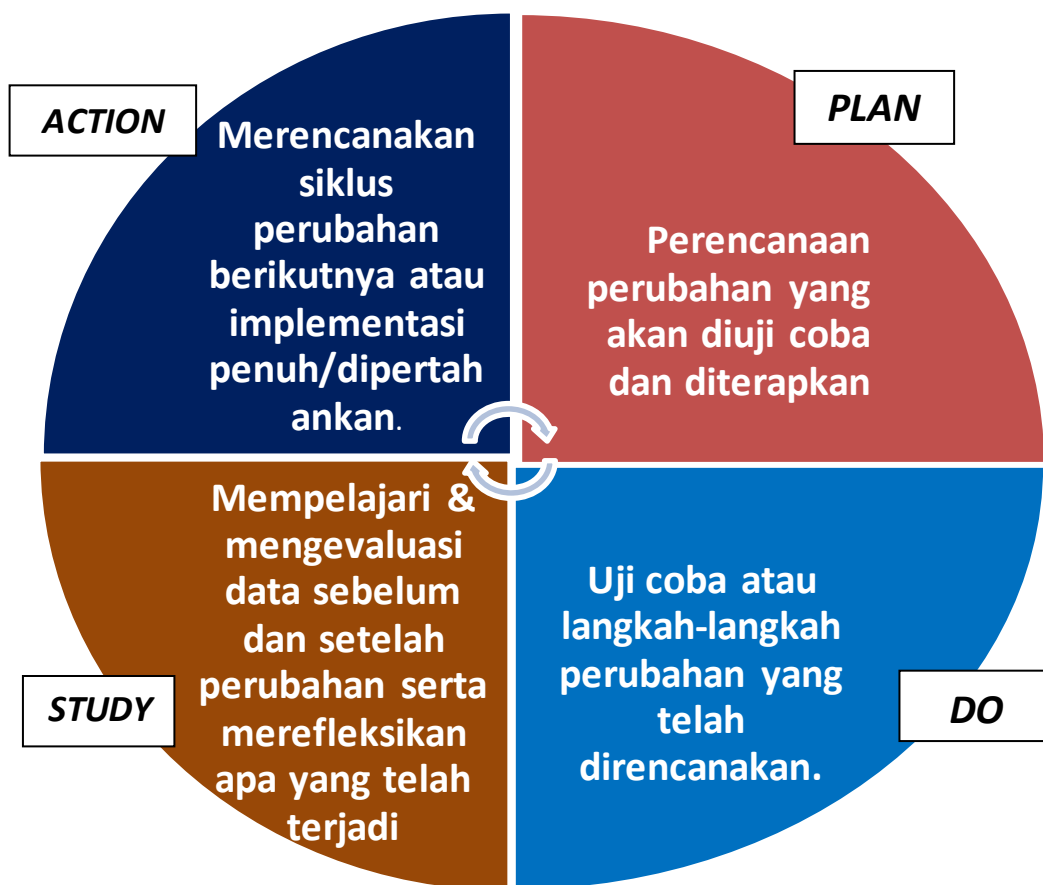 ACTION
Merencanakan
siklus
perubahan
berikutnya atau
implementasi
penuh/dipertah
ankan.
PLAN
Perencanaan
perubahan yang
akan diuji coba
dan diterapkan
STUDY
Mempelajari &
mengevaluasi
data sebelum
dan setelah
perubahan serta
merefleksikan
apa yang telah
terjadi
DO
Uji coba atau
langkah-langkah
perubahan yang
telah
direncanakan.